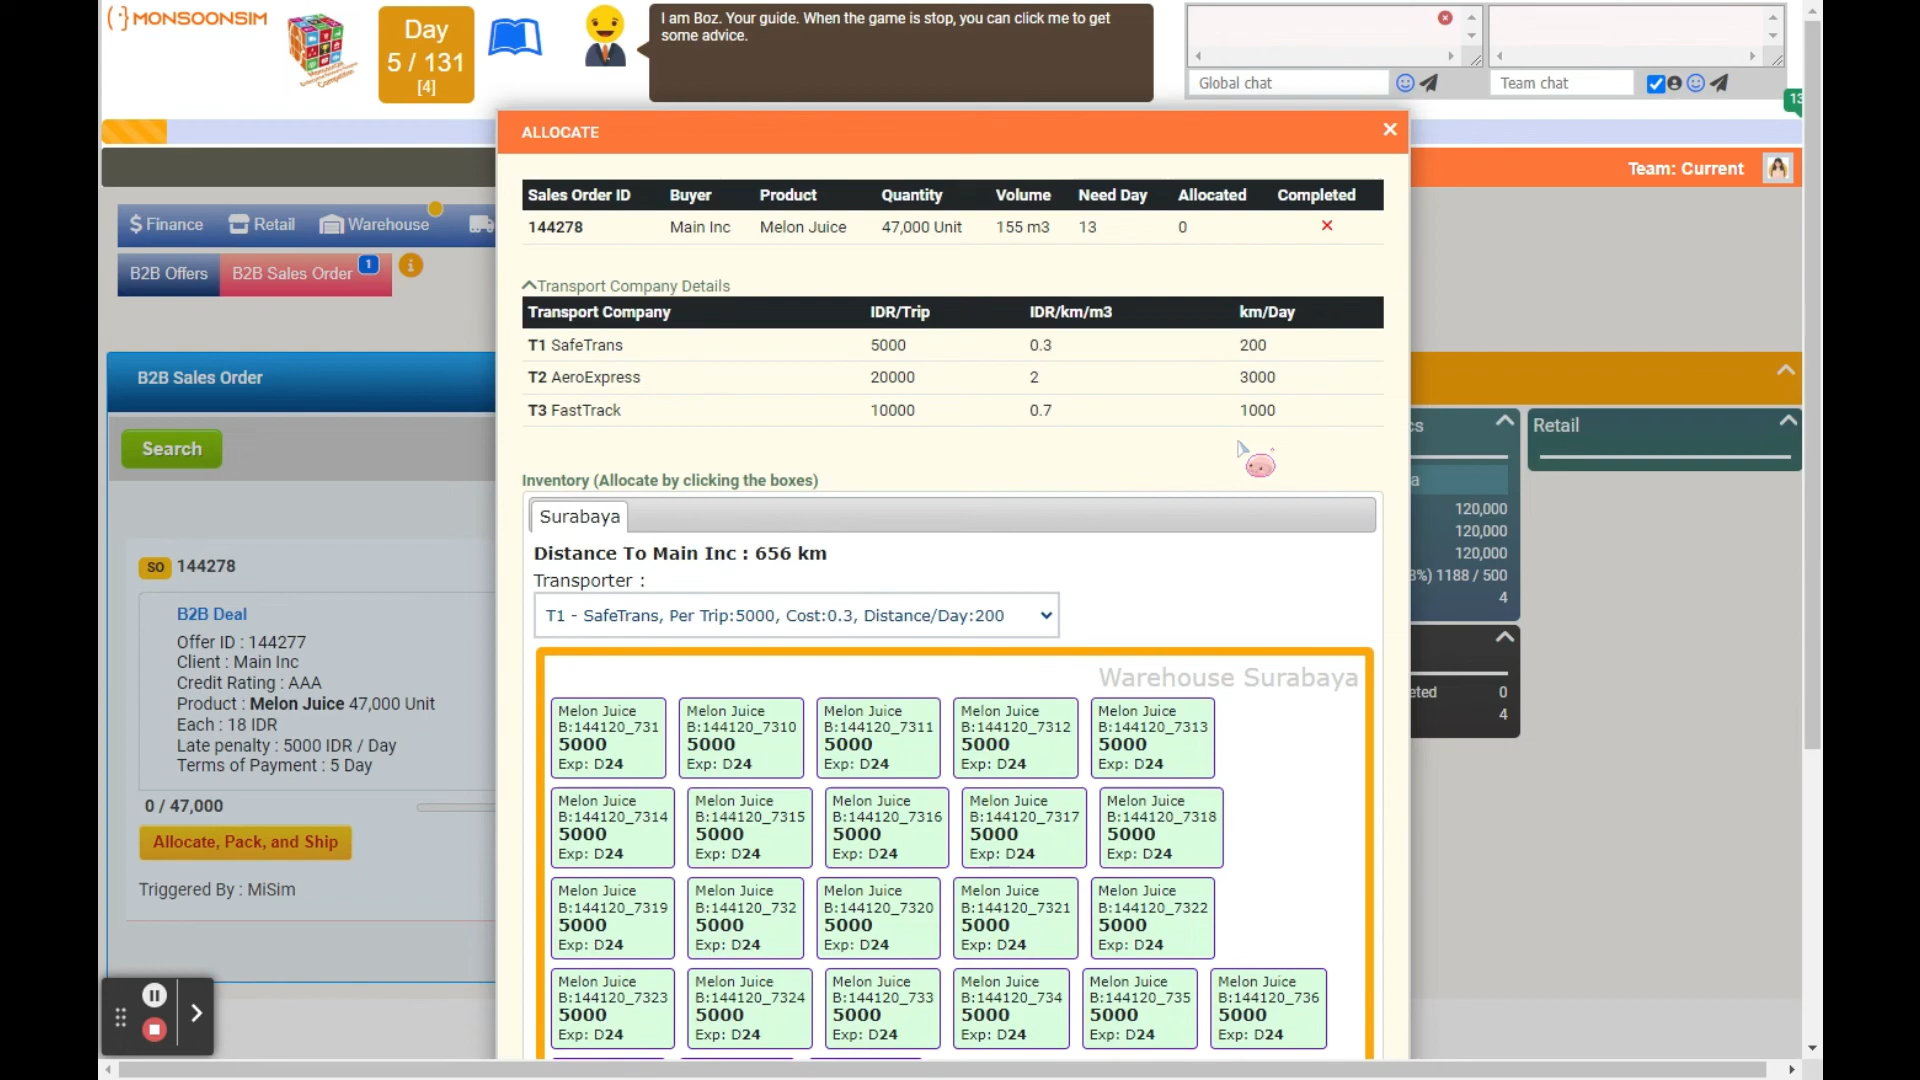 MONSOONSIM
Day
5 / 131
[4]
I am Boz. Your guide. When the game is stop, you can click me to get
some advice.
Global chat
Team chat
13
ALLOCATE
Team: Current
Sales Order ID Buyer Product Quantity Volume Need Day Allocated Completed
144278 Main Inc Melon Juice 47,000 Unit 155 m3 13 0
$ Finance Retail Warehouse
B2B Offers B2B Sales Order 1
Transport Company Details
Transport Company IDR/Trip IDR/km/m3 km/Day
T1 SafeTrans 5000 0.3 200
T2 AeroExpress 20000 2 3000
T3 FastTrack 10000 0.7 1000
B2B Sales Order
Search
Retail
Inventory (Allocate by clicking the boxes)
Surabaya
Distance To Main Inc : 656 km
Transporter :
T1 - SafeTrans, Per Trip:5000, Cost:0.3, Distance/Day:200
120,000
120,000
120,000
1188 / 500
4
0
4
SO 144278
B2B Deal
Offer ID : 144277
Client : Main Inc
Credit Rating : AAA
Product : Melon Juice 47,000 Unit
Each : 18 IDR
Late penalty : 5000 IDR / Day
Terms of Payment : 5 Day
0 / 47,000
Allocate, Pack, and Ship
Triggered By : MiSim
Warehouse Surabaya
Melon Juice Melon Juice Melon Juice Melon Juice Melon Juice
B:144120_731 B:144120_7310 B:144120_7311 B:144120_7312 B:144120_7313
5000 5000 5000 5000 5000
Exp: D24 Exp: D24 Exp: D24 Exp: D24 Exp: D24
Melon Juice Melon Juice Melon Juice Melon Juice Melon Juice
B:144120_7314 B:144120_7315 B:144120_7316 B:144120_7317 B:144120_7318
5000 5000 5000 5000 5000
Exp: D24 Exp: D24 Exp: D24 Exp: D24 Exp: D24
Melon Juice Melon Juice Melon Juice Melon Juice Melon Juice
B:144120_7319 B:144120_732 B:144120_7320 B:144120_7321 B:144120_7322
5000 5000 5000 5000 5000
Exp: D24 Exp: D24 Exp: D24 Exp: D24 Exp: D24
Melon Juice Melon Juice Melon Juice Melon Juice Melon Juice Melon Juice
B:144120_7323 B:144120_7324 B:144120_733 B:144120_734 B:144120_735 B:144120_736
5000 5000 5000 5000 5000 5000
Exp: D24 Exp: D24 Exp: D24 Exp: D24 Exp: D24 Exp: D24